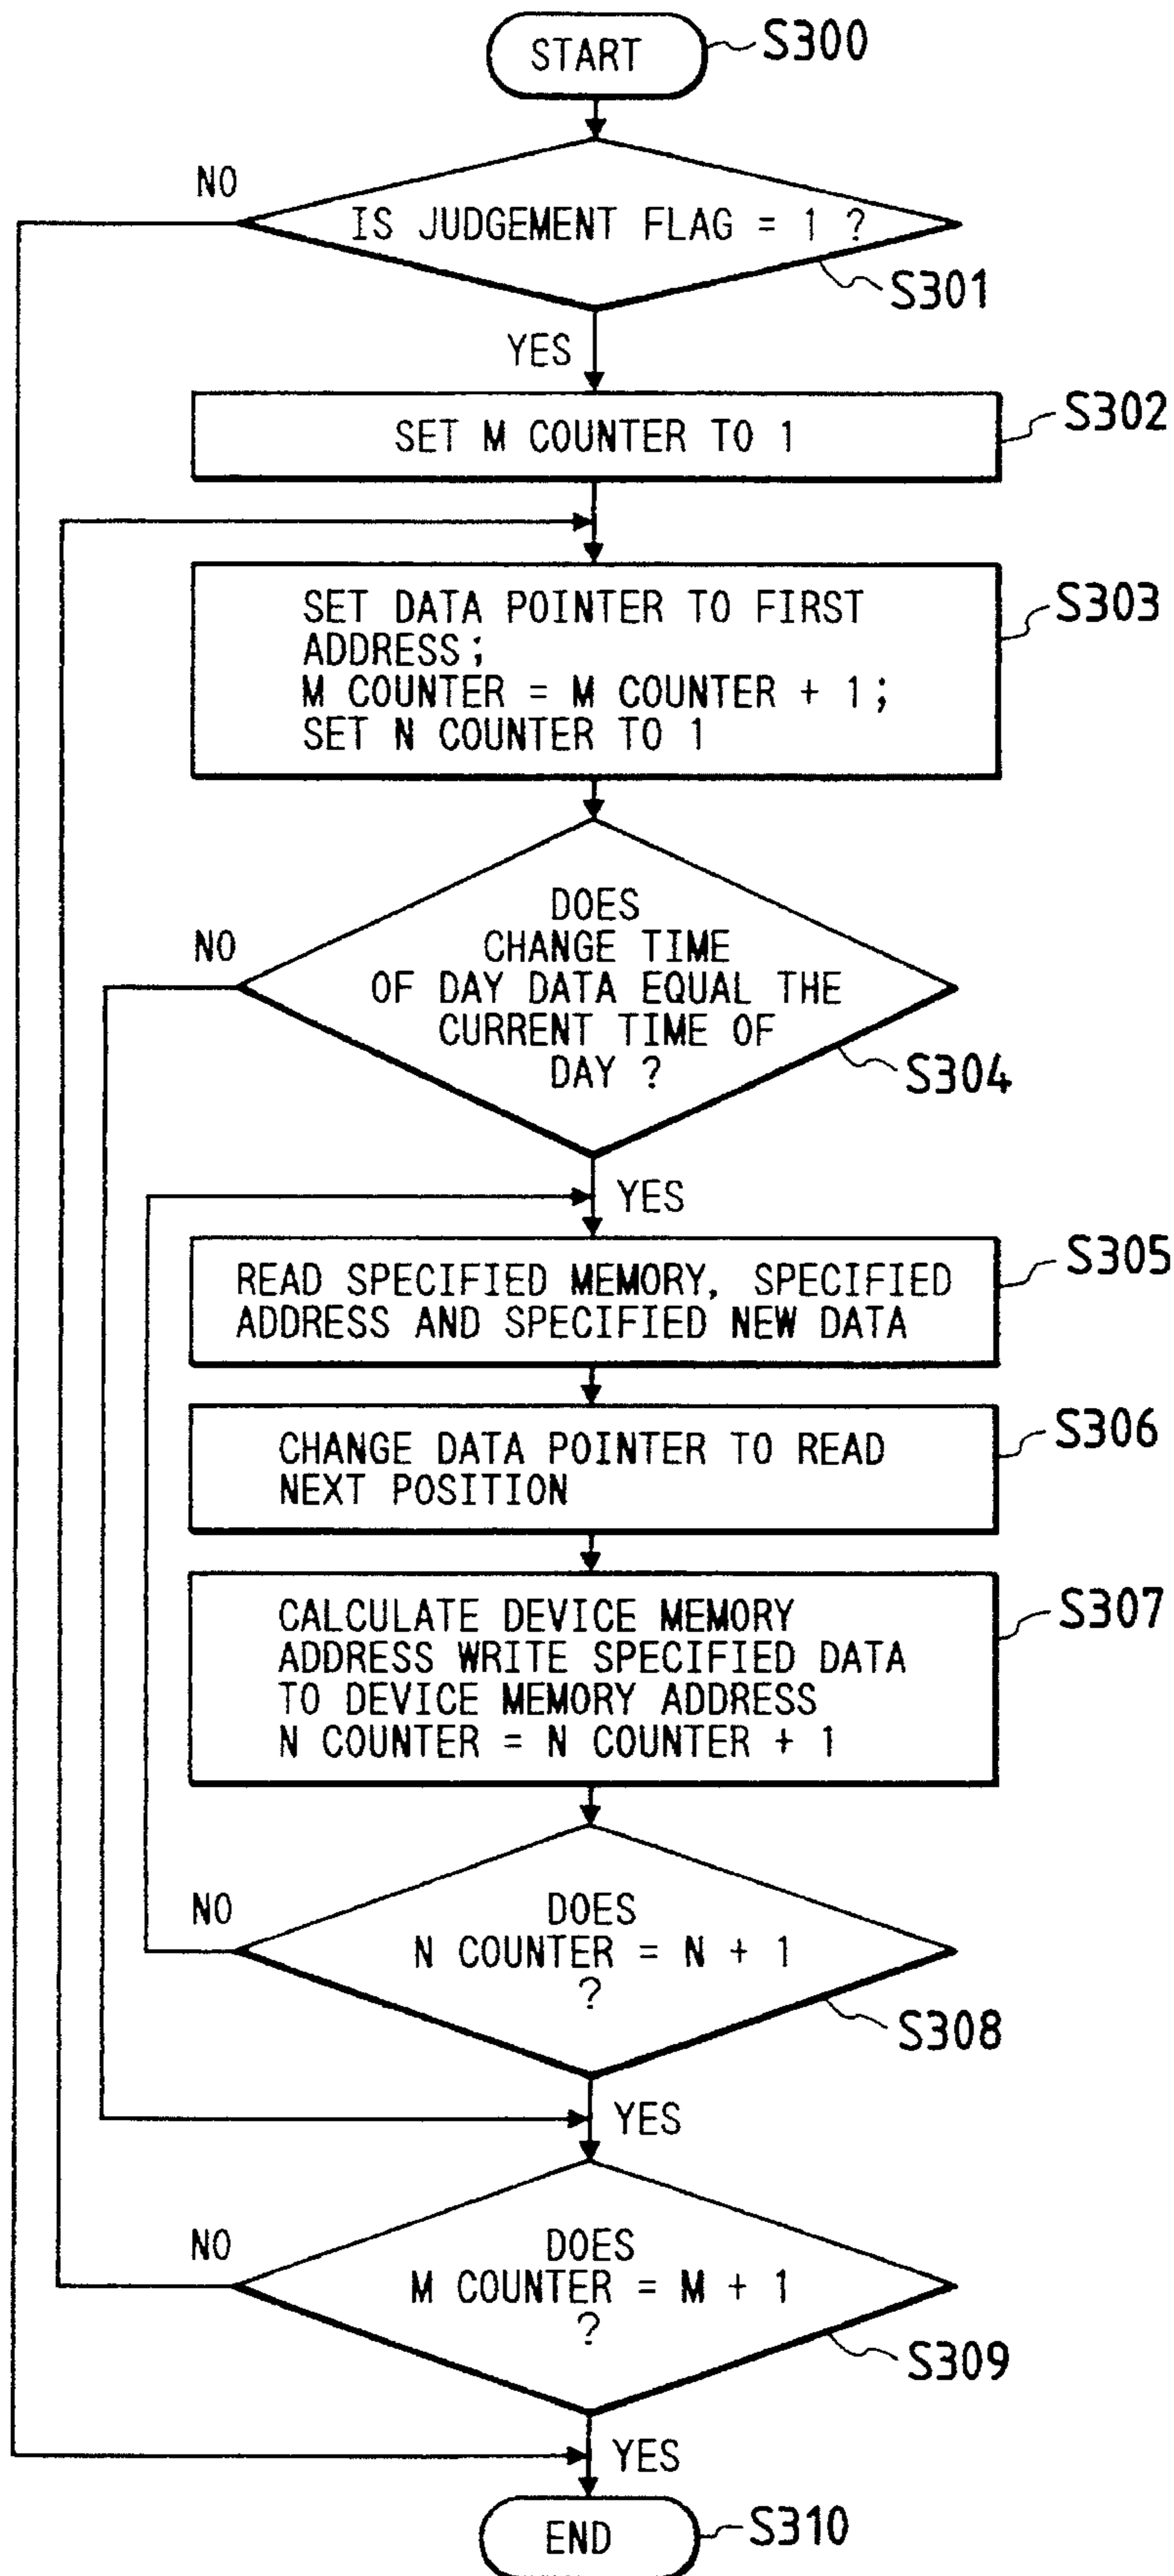 START
S300
NO
IS JUDGEMENT FLAG = 1 ?
S301
YES
SET M COUNTER TO 1
S302
SET DATA POINTER TO FIRST
ADDRESS;
M COUNTER = M COUNTER + 1;
SET N COUNTER TO 1
S303
DOES
CHANGE TIME
OF DAY DATA EQUAL THE
CURRENT TIME OF
DAY ?
NO
S304
YES
READ SPECIFIED MEMORY, SPECIFIED
ADDRESS AND SPECIFIED NEW DATA
S305
CHANGE DATA POINTER TO READ
NEXT POSITION
S306
CALCULATE DEVICE MEMORY
ADDRESS WRITE SPECIFIED DATA
TO DEVICE MEMORY ADDRESS
N COUNTER = N COUNTER + 1
S307
NO
DOES
N COUNTER = N + 1
?
S308
YES
NO
DOES
M COUNTER = M + 1
?
S309
YES
END
S310